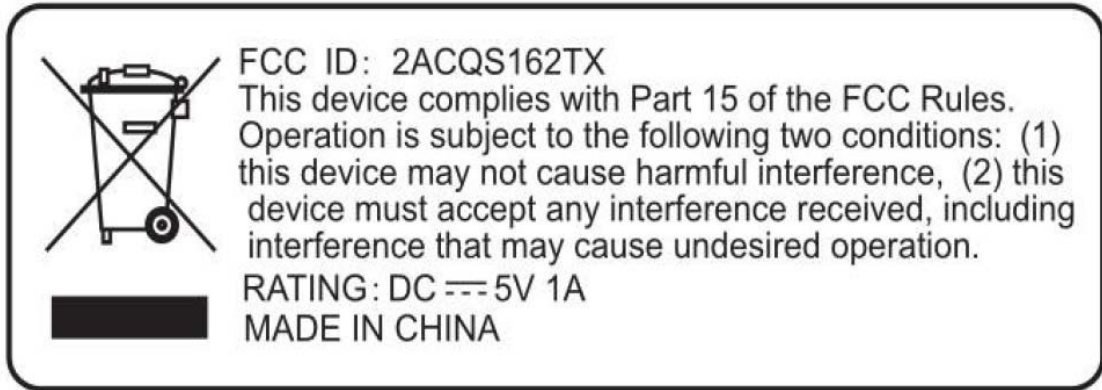 FCC ID: 2ACQS162TX
This device complies with Part 15 of the FCC Rules.
Operation is subject to the following two conditions: (1)
this device may not cause harmful interference, (2) this
device must accept any interference received, including
interference that may cause undesired operation.
RATING: DC ⎓ 5V 1A
MADE IN CHINA